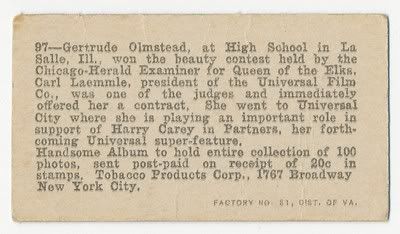 97—Gertrude Olmstead, at High School in La
Salle, Ill., won the beauty contest held by the
Chicago-Herald Examiner for Queen of the Elks.
Carl Laemmle, president of the Universal Film
Co., was one of the judges and immediately
offered her a contract. She went to Universal
City where she is playing an important role in
support of Harry Carey in Partners, her forth-
coming Universal super-feature.
Handsome Album to hold entire collection of 100
photos, sent post-paid on receipt of 20c in
stamps. Tobacco Products Corp., 1767 Broadway
New York City.
FACTORY NO. 81, DIST. OF VA.